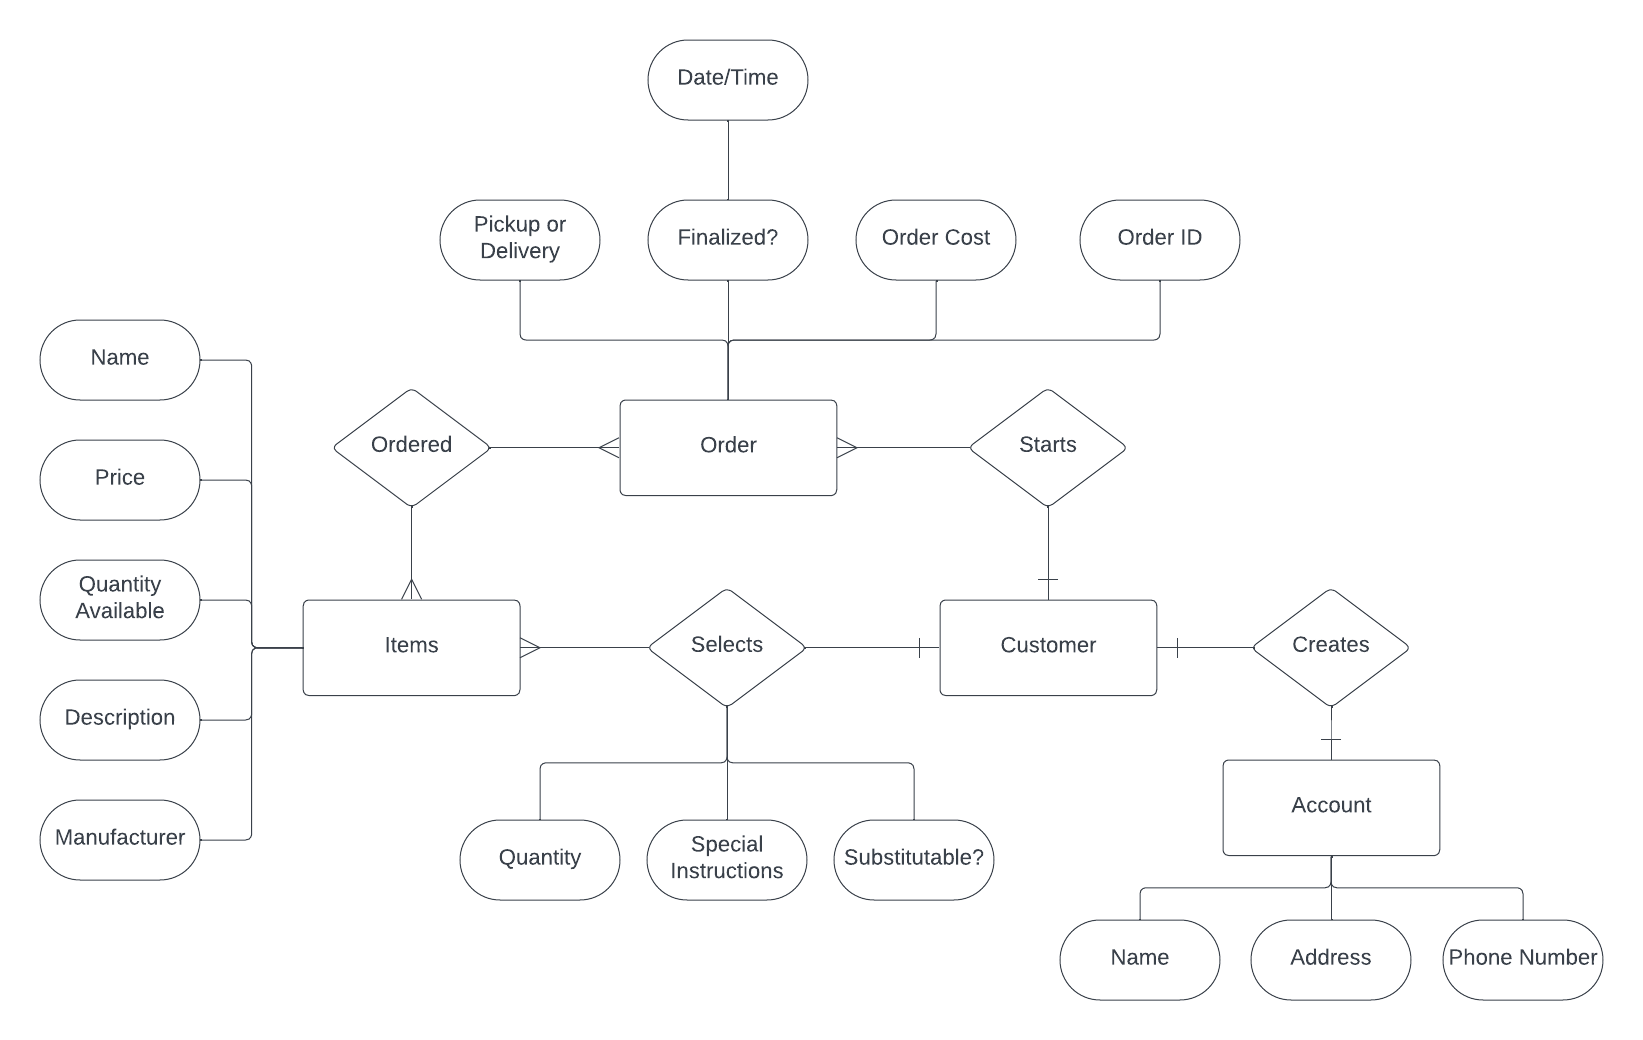 Date/Time
Pickup or
Delivery
Finalized?
Order Cost
Order ID
Name
Price
Quantity
Available
Description
Manufacturer
Ordered
Order
Starts
Items
Selects
Customer
Creates
Quantity
Special
Instructions
Substitutable?
Account
Name
Address
Phone Number